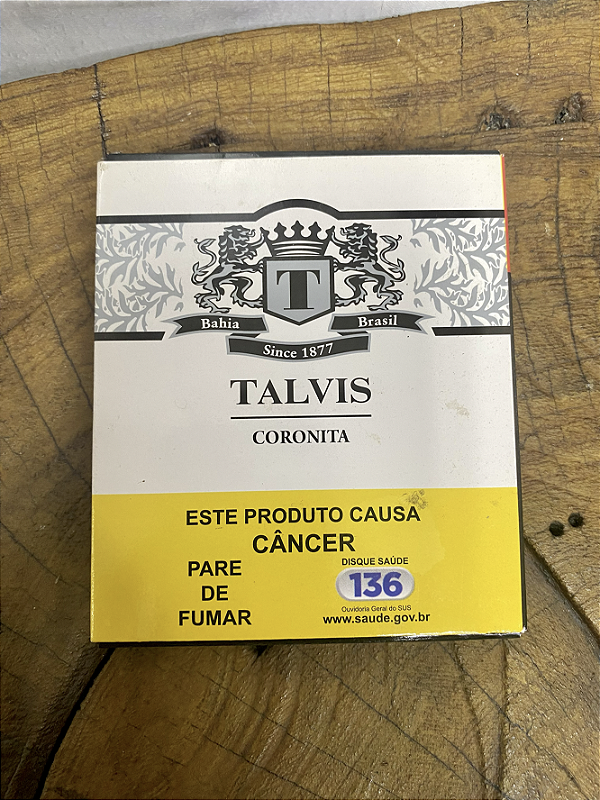 T
Bahia Brasil
Since 1877
TALVIS
CORONITA
ESTE PRODUTO CAUSA
CÂNCER
PARE
DE
FUMAR
DISQUE SAÚDE
136
Ouvidoria Geral do SUS
www.saude.gov.br